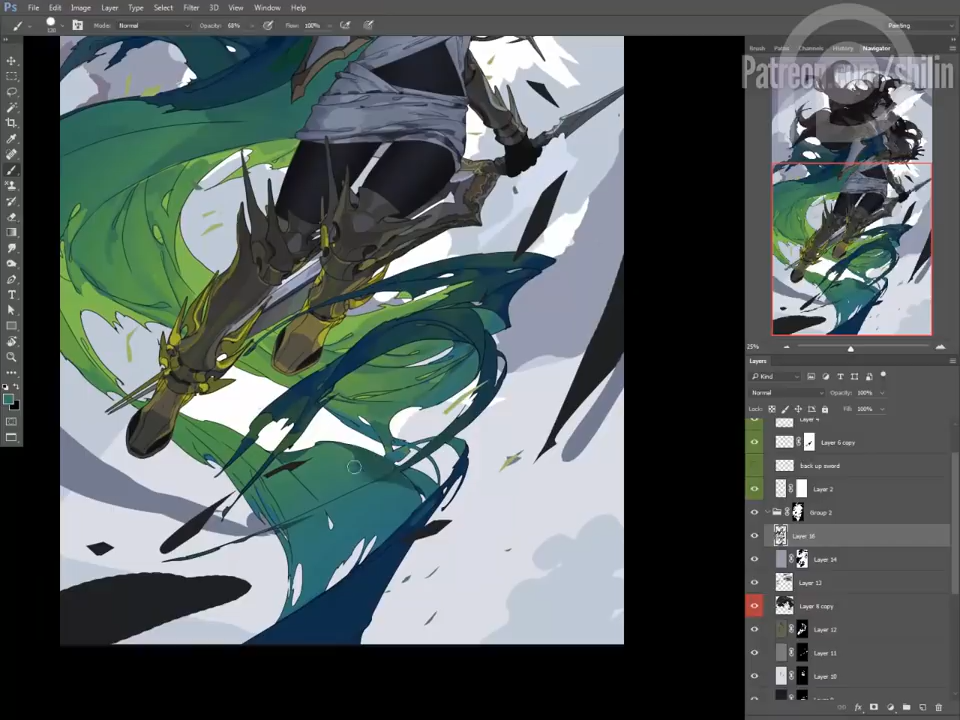 Ps File Edit Image Layer Type Select Filter 3D View Window Help
Mode: Normal Opacity: 68% Flow: 100% Painting
Brush Paths Channels History Navigator
Patreon.com/shilin
25%
Layers
Kind
Normal Opacity: 100%
Lock: Fill: 100%
Layer 4
Layer 6 copy
back up sword
Layer 2
Group 2
Layer 16
Layer 14
Layer 13
Layer 8 copy
Layer 12
Layer 11
Layer 10